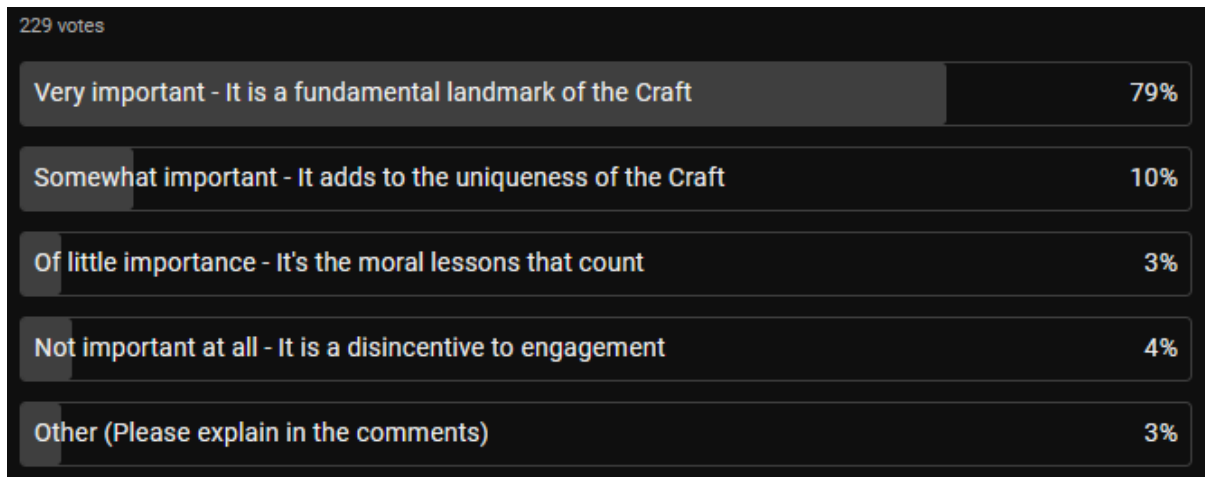 229 votes
Very important - It is a fundamental landmark of the Craft 79%
Somewhat important - It adds to the uniqueness of the Craft 10%
Of little importance - It's the moral lessons that count 3%
Not important at all - It is a disincentive to engagement 4%
Other (Please explain in the comments) 3%